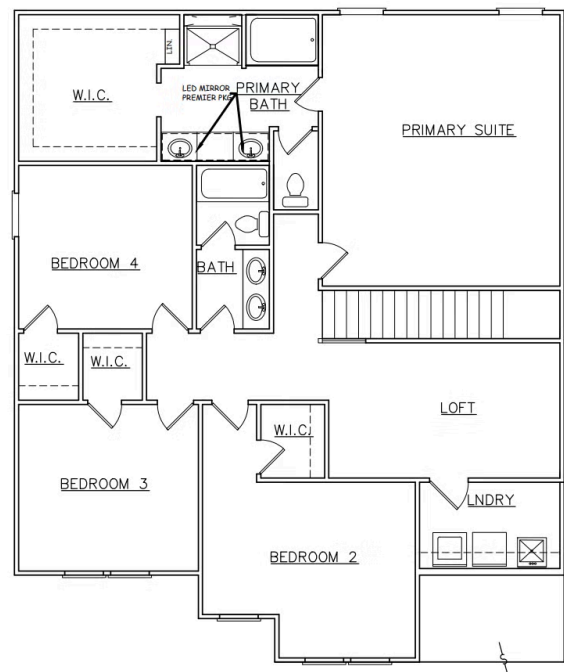 LIN.
W.I.C.
LED MIRROR
PREMIER PKG
PRIMARY
BATH
PRIMARY SUITE
BEDROOM 4
BATH
W.I.C.
W.I.C.
LOFT
W.I.C.
BEDROOM 3
LNDRY
BEDROOM 2
S